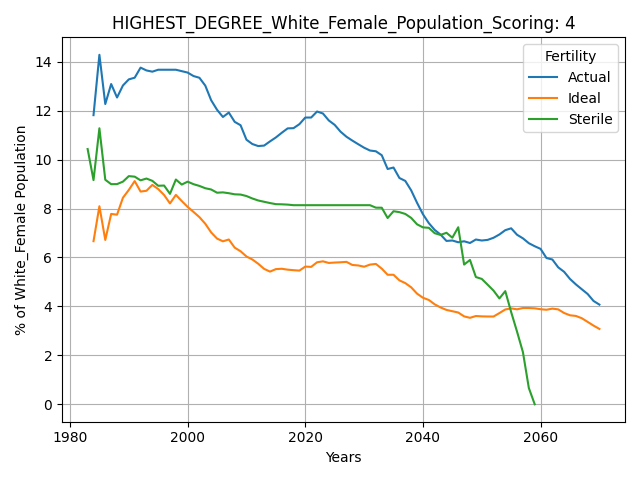 HIGHEST_DEGREE_White_Female_Population_Scoring: 4
% of White_Female Population
14
12
10
8
6
4
2
0
Fertility
Actual
Ideal
Sterile
1980
2000
2020
2040
2060
Years